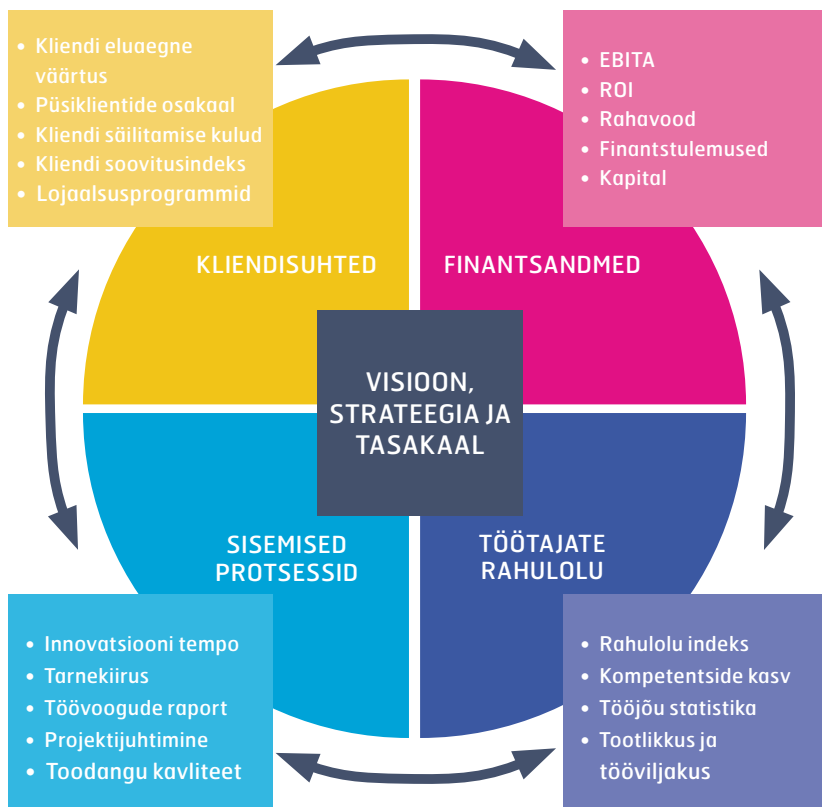 • Kliendi eluaegne
väärtus
• Püsiklientide osakaal
• Kliendi säilitamise kulud
• Kliendi soovitusindeks
• Lojaalsusprogrammid
• EBITA
• ROI
• Rahavood
• Finantstulemused
• Kapital
KLIENDISUHTED
FINANTSANDMED
VISIOON,
STRATEEGIA JA
TASAKAAL
SISEMISED
PROTSESSID
TÖÖTAJATE
RAHULOLU
• Innovatsiooni tempo
• Tarnekiirus
• Töövoogude raport
• Projektijuhtimine
• Toodangu kavliteet
• Rahulolu indeks
• Kompetentside kasv
• Tööjõu statistika
• Tootlikkus ja
tööviljakus